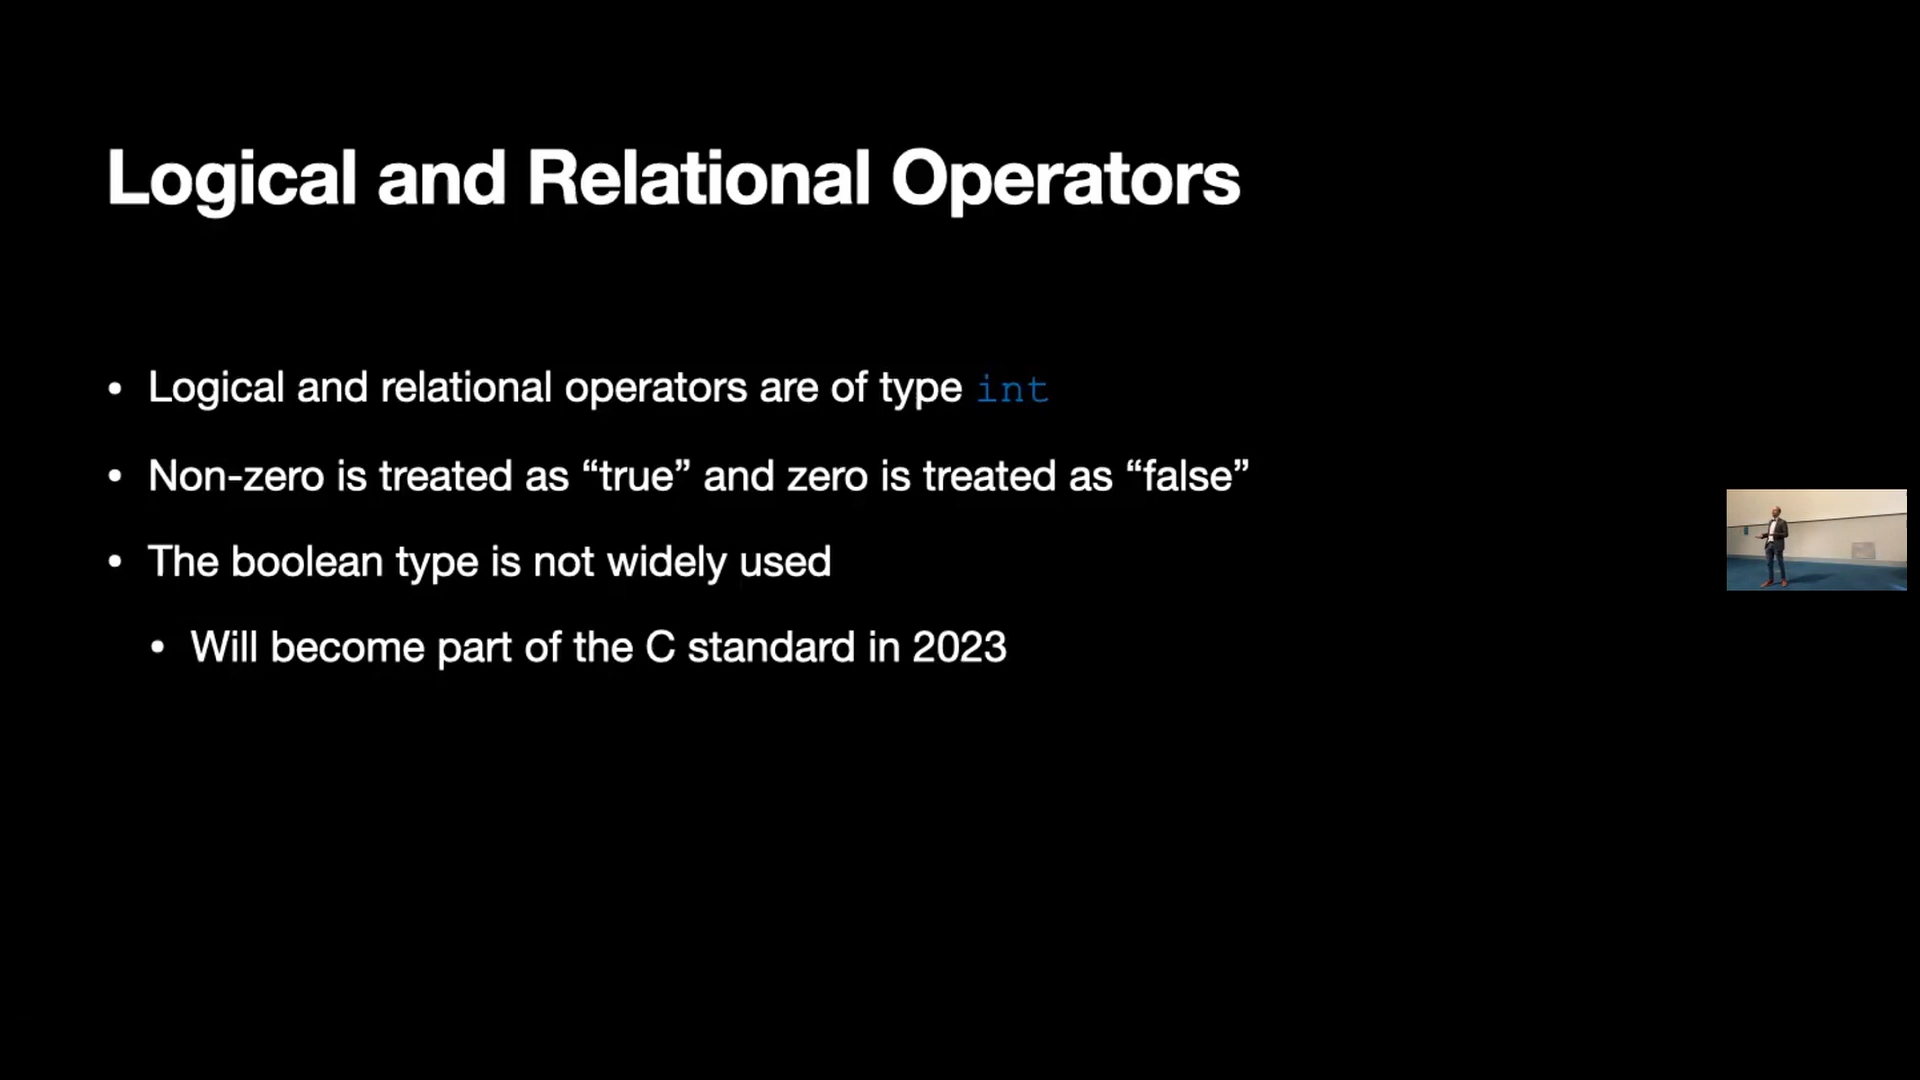 Logical and Relational Operators
• Logical and relational operators are of type int
• Non-zero is treated as “true” and zero is treated as “false”
• The boolean type is not widely used
• Will become part of the C standard in 2023